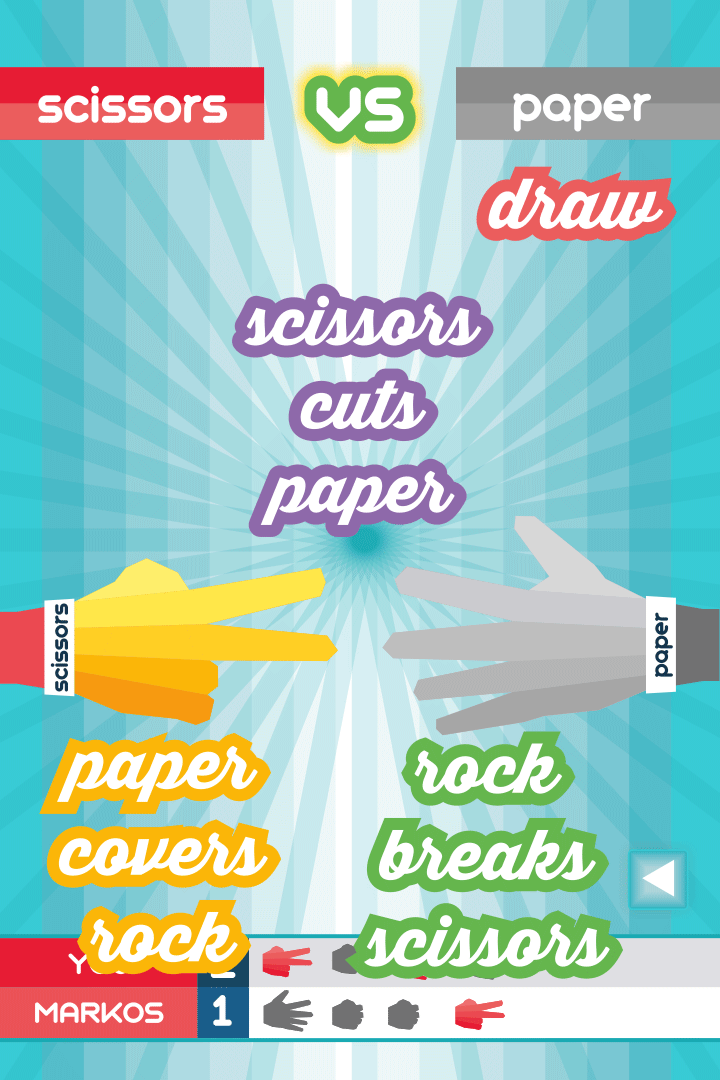 scissors VS paper
draw
scissors
cuts
paper
scissors
paper
paper
covers
rock
rock
breaks
scissors
MARKOS 1